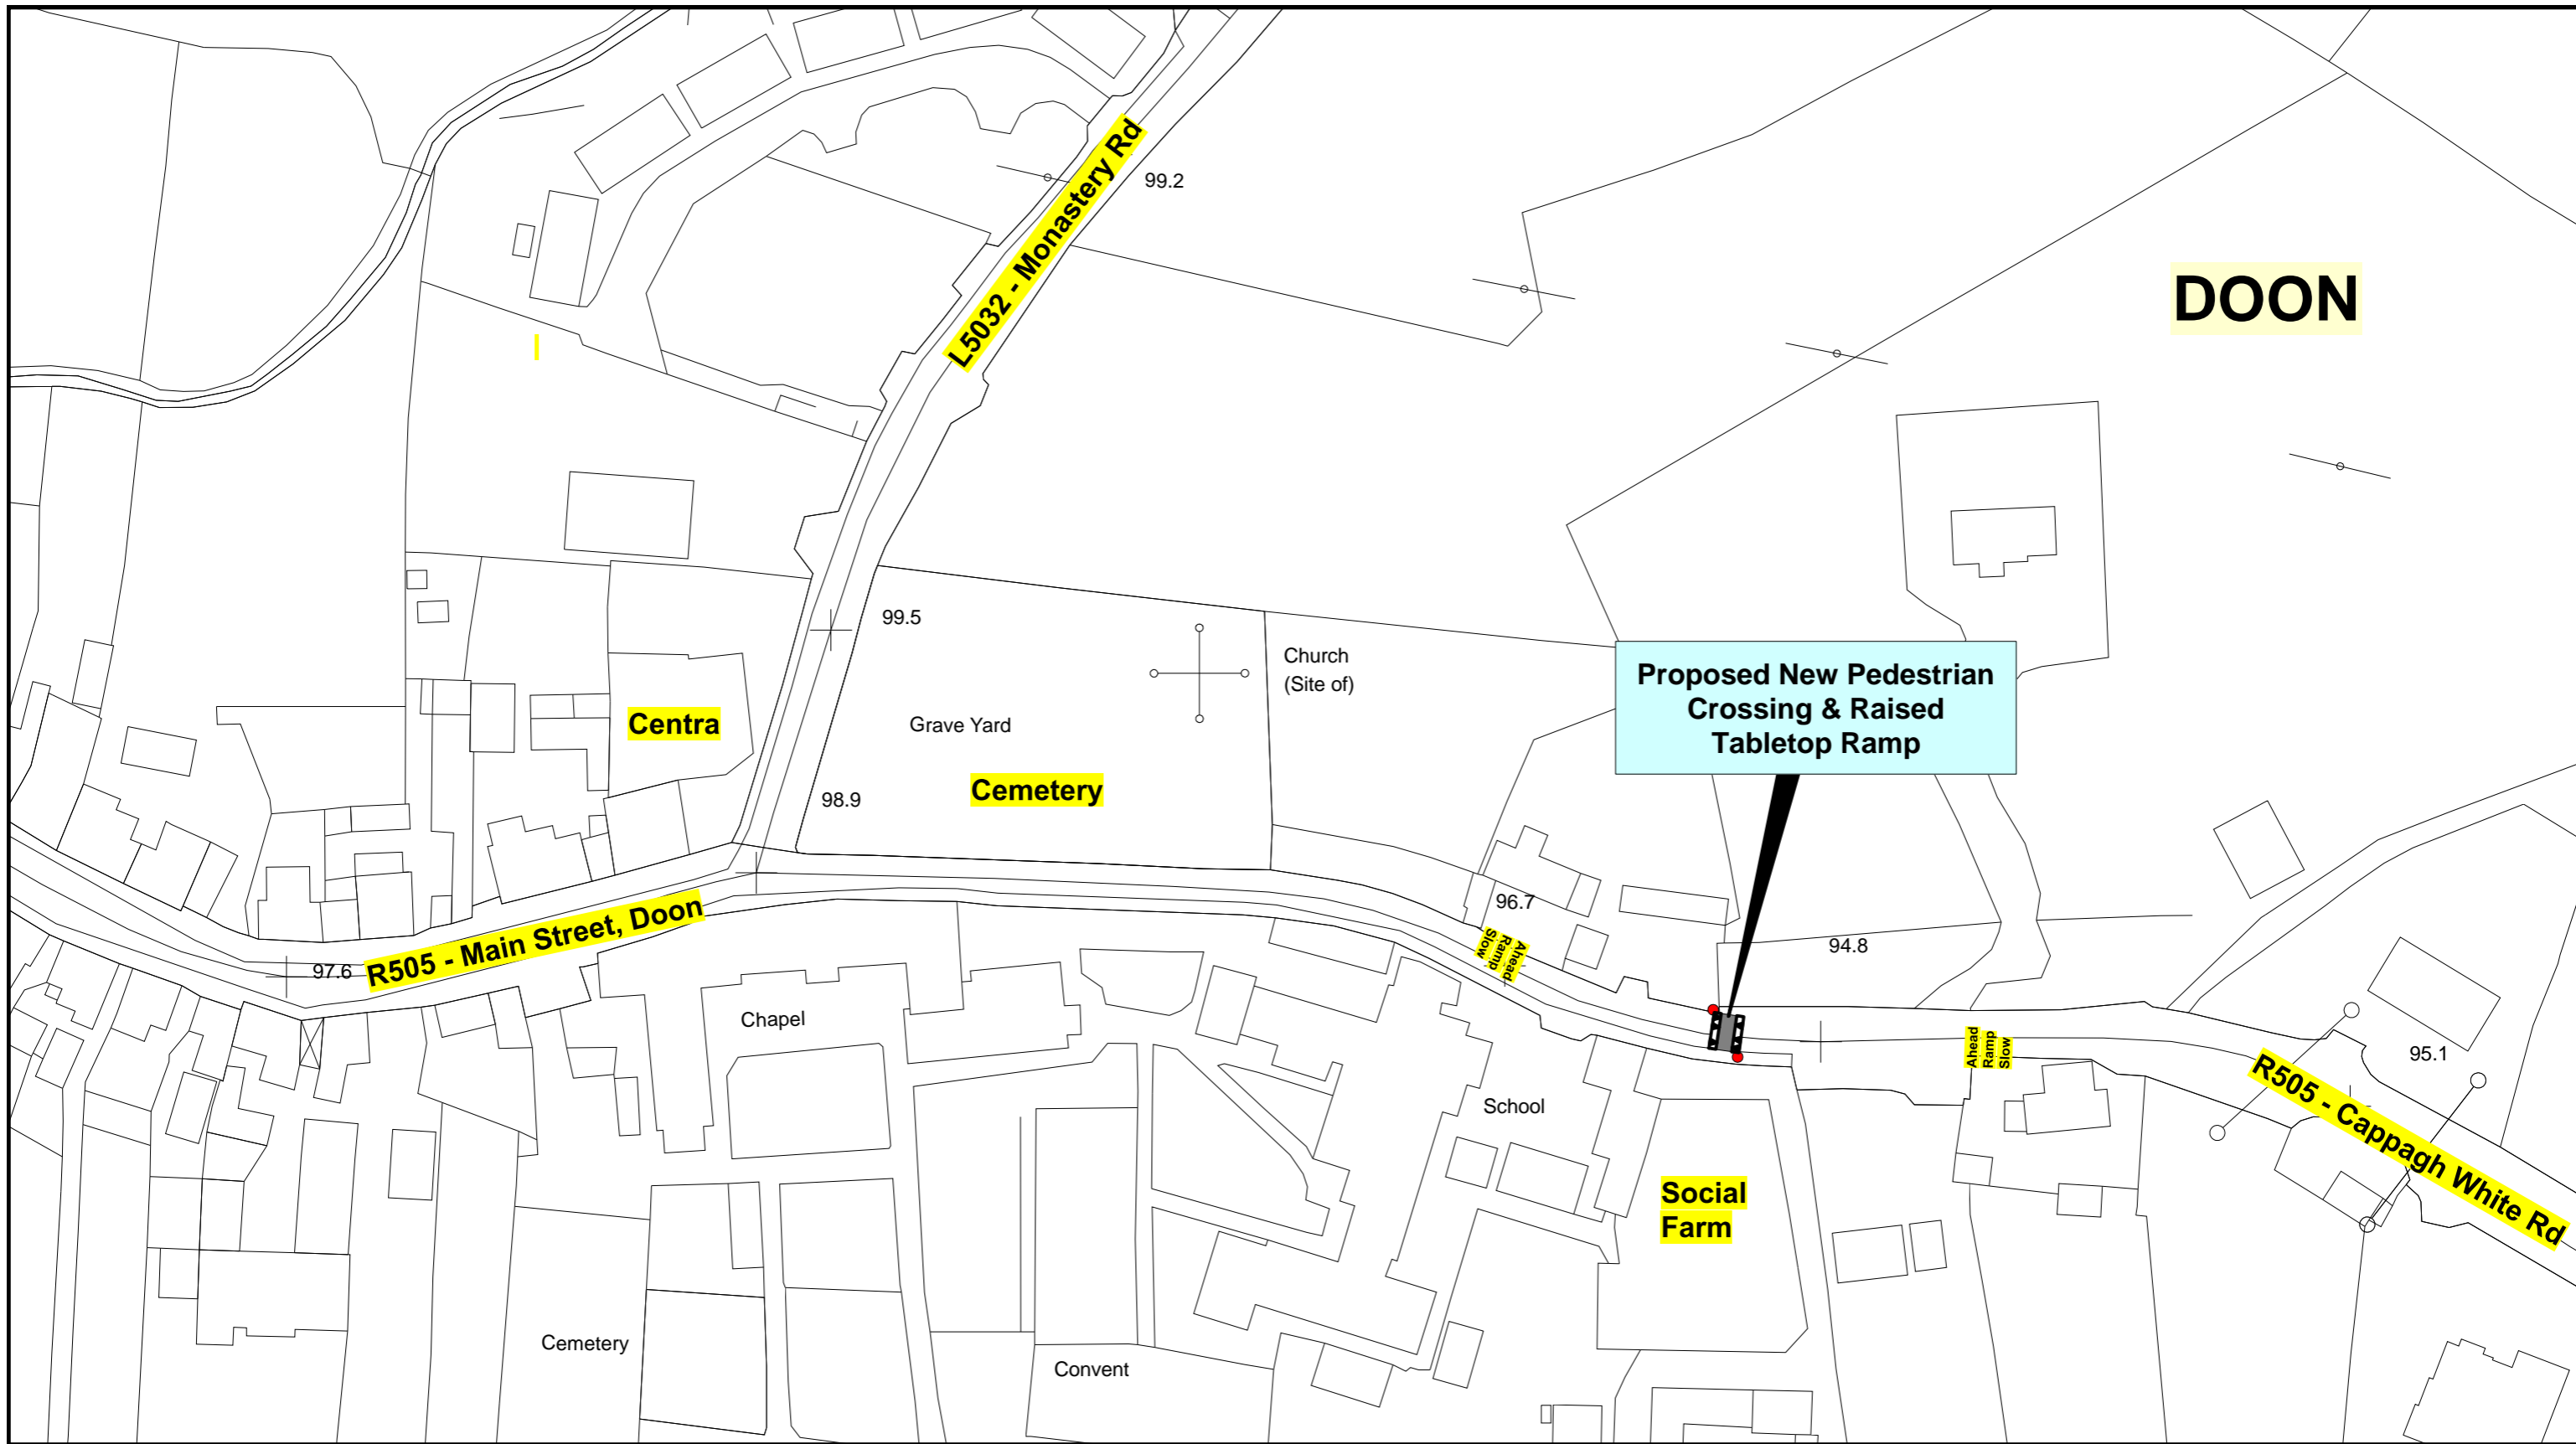 L5032 - Monastery Rd
99.2
DOON
99.5
Church
(Site of)
Proposed New Pedestrian
Crossing & Raised
Tabletop Ramp
Centra
Grave Yard
Cemetery
98.9
96.7
R505 - Main Street, Doon
97.6
Slow
Ramp
Ahead
94.8
Chapel
Ahead
Ramp
Slow
95.1
R505 - Cappagh White Rd
School
Social
Farm
Cemetery
Convent